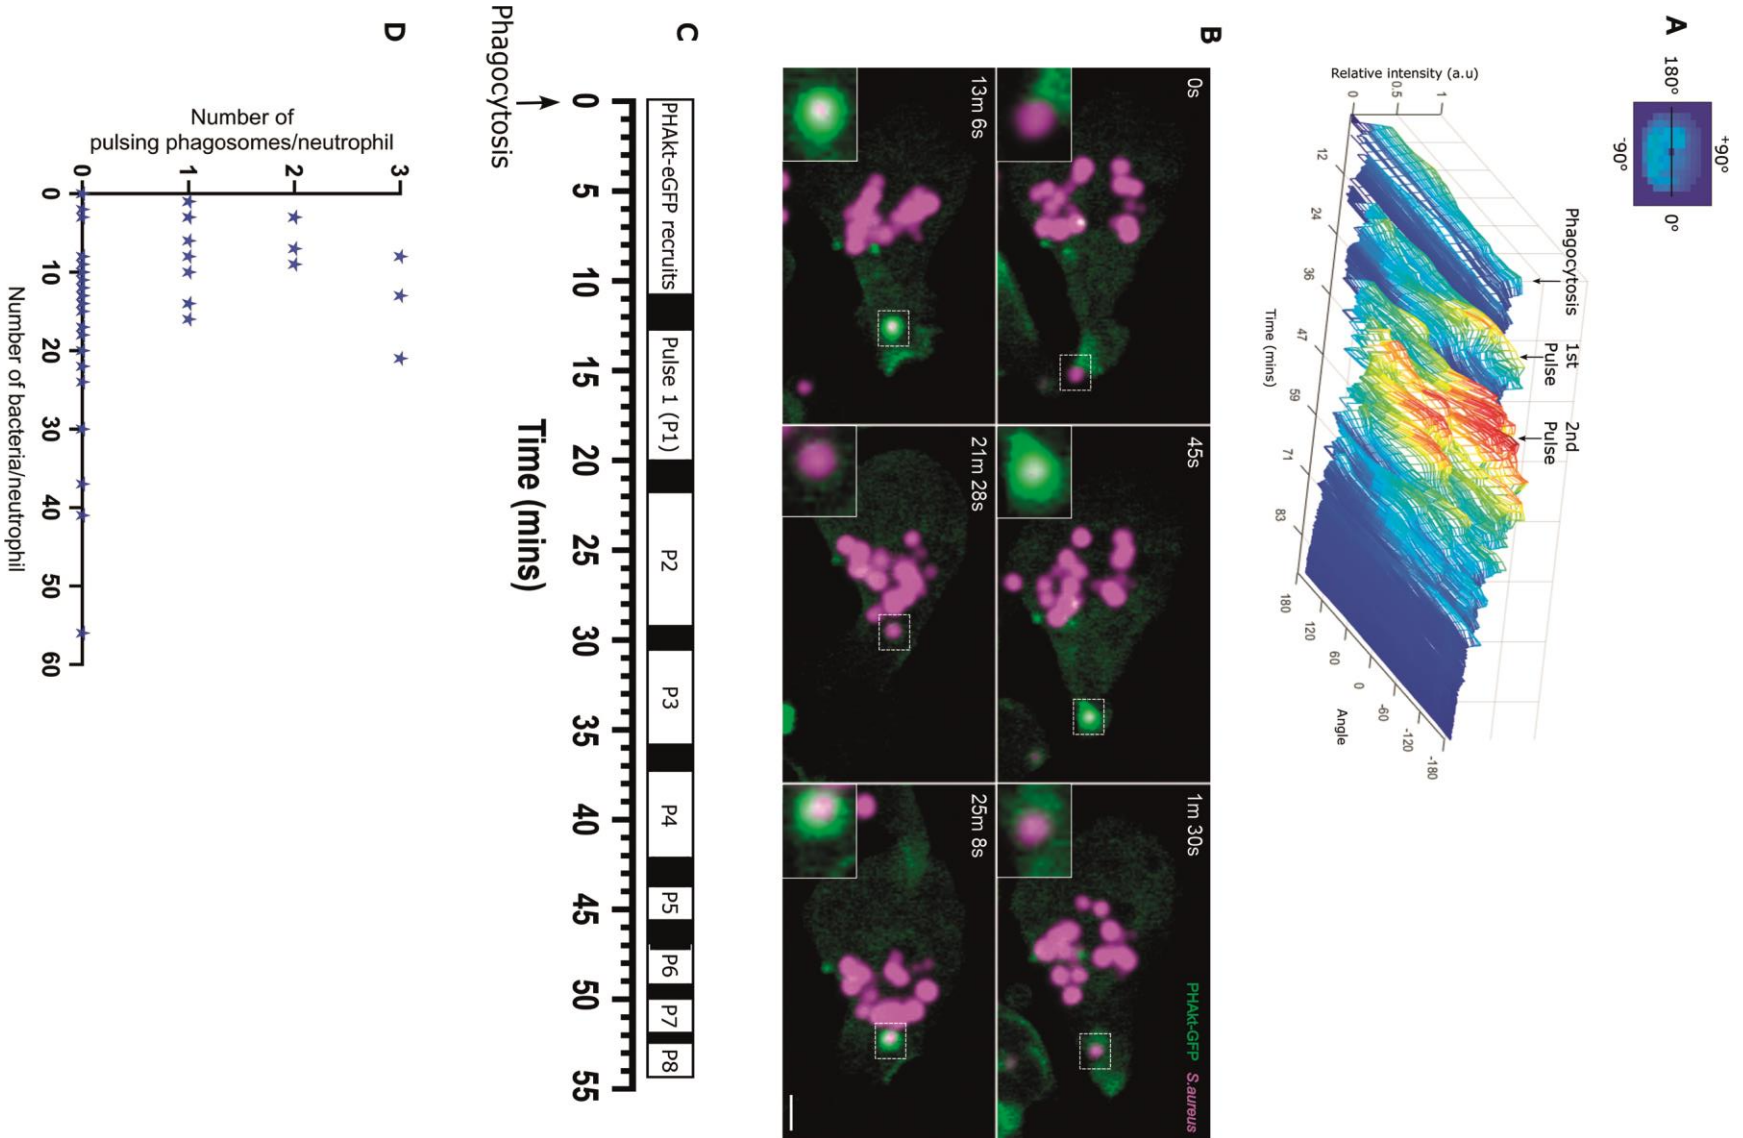 A
180°
+90°
-90°
0°
Relative intensity (a.u)
0
0.5
1
12
24
36
47
59
71
83
Time (mins)
Phagocytosis
1st
Pulse
2nd
Pulse
180
120
60
0
-60
-120
-180
Angle
B
0s
45s
1m 30s
PHAkt-GFP S.aureus
13m 6s
21m 28s
25m 8s
C
PHAkt-eGFP recruits
Pulse 1 (P1)
P2
P3
P4
P5
P6
P7
P8
0
5
10
15
20
25
30
35
40
45
50
55
Phagocytosis
Time (mins)
D
Number of
pulsing phagosomes/neutrophil
3
2
1
0
0
10
20
30
40
50
60
Number of bacteria/neutrophil